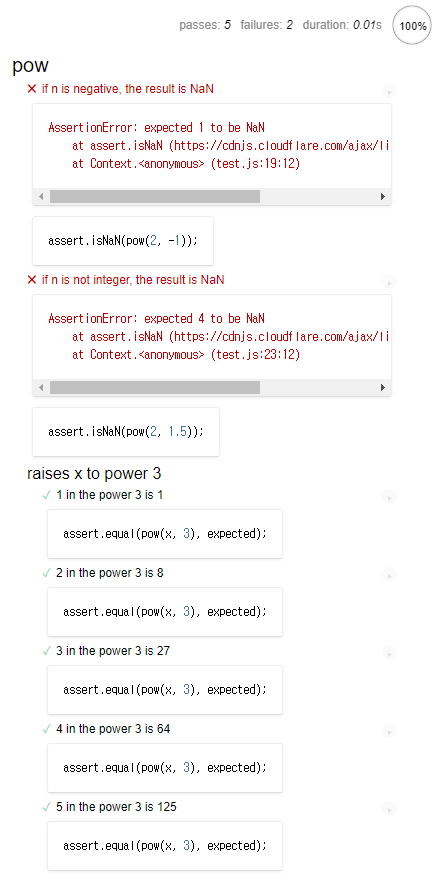 passes: 5 failures: 2 duration: 0.01s 100%
pow
✕ if n is negative, the result is NaN
AssertionError: expected 1 to be NaN
at assert.isNaN (https://cdnjs.cloudflare.com/ajax/li
at Context.<anonymous> (test.js:19:12)
assert.isNaN(pow(2, -1));
✕ if n is not integer, the result is NaN
AssertionError: expected 4 to be NaN
at assert.isNaN (https://cdnjs.cloudflare.com/ajax/li
at Context.<anonymous> (test.js:23:12)
assert.isNaN(pow(2, 1.5));
raises x to power 3
✓ 1 in the power 3 is 1
assert.equal(pow(x, 3), expected);
✓ 2 in the power 3 is 8
assert.equal(pow(x, 3), expected);
✓ 3 in the power 3 is 27
assert.equal(pow(x, 3), expected);
✓ 4 in the power 3 is 64
assert.equal(pow(x, 3), expected);
✓ 5 in the power 3 is 125
assert.equal(pow(x, 3), expected);